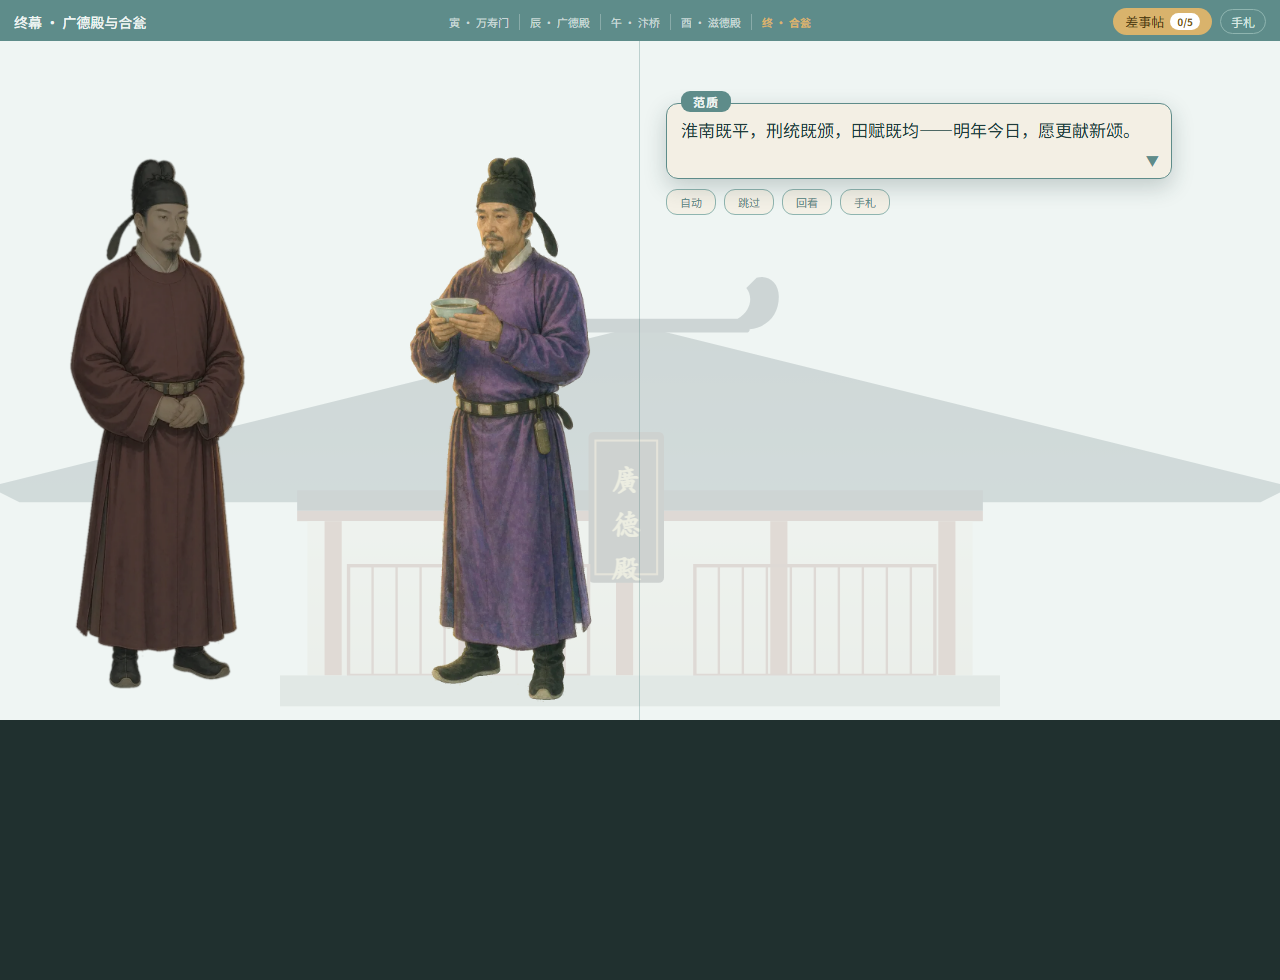 终幕・广德殿与合瓮
寅・万寿门
辰・广德殿
午・汴桥
酉・滋德殿
终・合瓮
差事帖 0/5
手札
范质
淮南既平，刑统既颁，田赋既均——明年今日，愿更献新颂。
自动
跳过
回看
手札
廣德殿